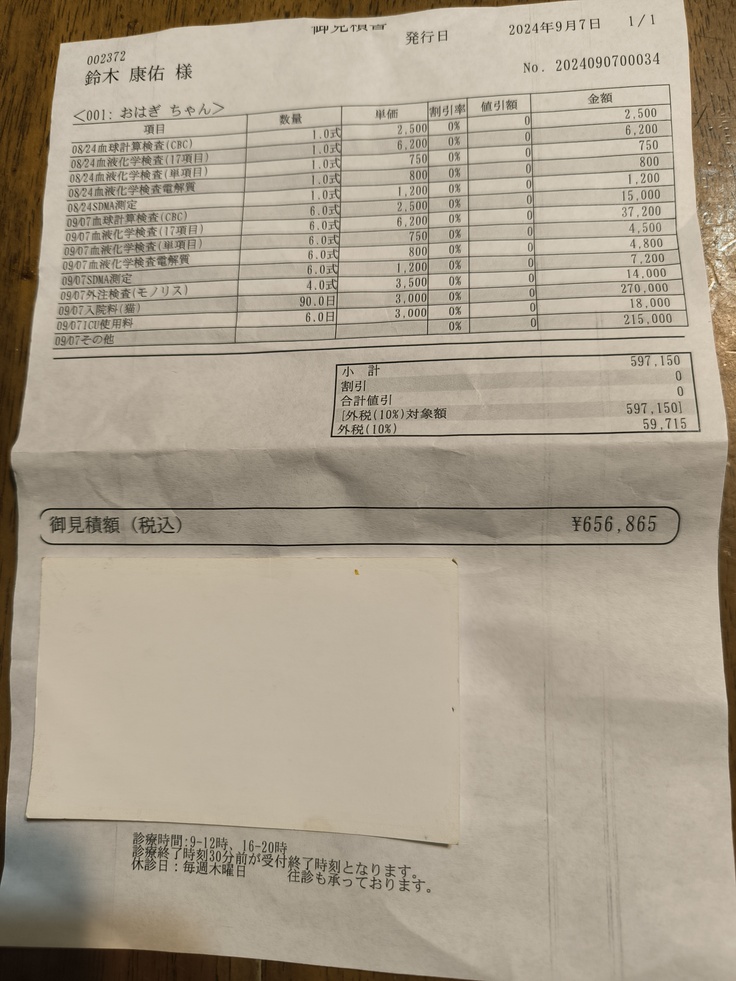 御見積書
発行日 2024年9月7日 1/1
002372
鈴木 康佑 様
No. 2024090700034
<001: おはぎ ちゃん>
項目 数量 単価 割引率 値引額 金額
08/24血球計算検査(CBC) 1.0式 2,500 0% 0 2,500
08/24血液化学検査(17項目) 1.0式 6,200 0% 0 6,200
08/24血液化学検査(単項目) 1.0式 750 0% 0 750
08/24血液化学検査電解質 1.0式 800 0% 0 800
08/24SDMA測定 1.0式 1,200 0% 0 1,200
09/07血球計算検査(CBC) 6.0式 2,500 0% 0 15,000
09/07血液化学検査(17項目) 6.0式 6,200 0% 0 37,200
09/07血液化学検査(単項目) 6.0式 750 0% 0 4,500
09/07血液化学検査電解質 6.0式 800 0% 0 4,800
09/07SDMA測定 6.0式 1,200 0% 0 7,200
09/07外注検査(モノリス) 4.0式 3,500 0% 0 14,000
09/07入院料(猫) 90.0日 3,000 0% 0 270,000
09/07ICU使用料 6.0日 3,000 0% 0 18,000
09/07その他 0% 0 215,000
小 計 597,150
割引 0
合計値引 0
[外税(10%)対象額 597,150]
外税(10%) 59,715
御見積額(税込) ¥656,865
診療時間:9-12時、16-20時
診療終了時刻30分前が受付終了時刻となります。
休診日:毎週木曜日 往診も承っております。